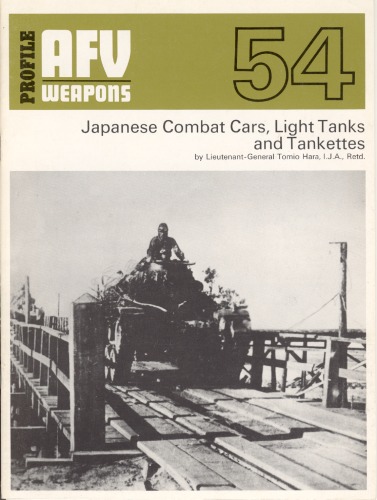 PROFILE
AFV
WEAPONS
54
Japanese Combat Cars, Light Tanks
and Tankettes
by Lieutenant-General Tomio Hara, I.J.A., Retd.